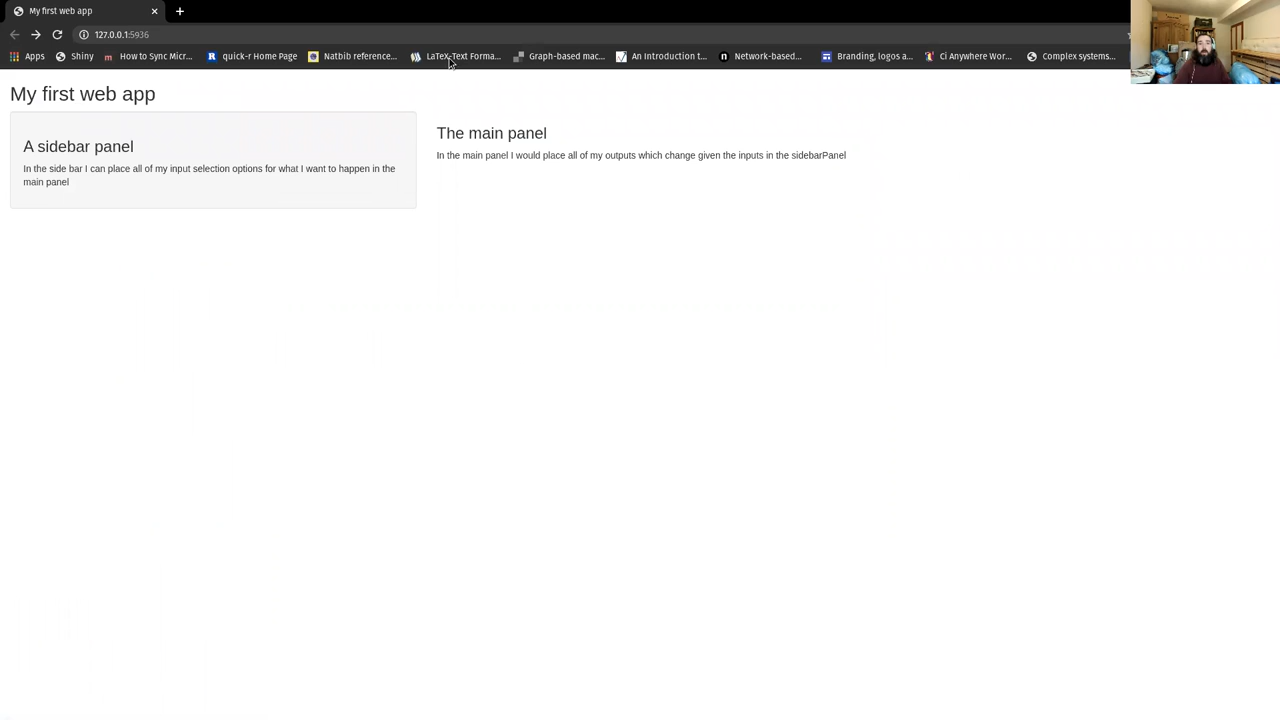 My first web app
127.0.0.1:5936
Apps
Shiny
How to Sync Micr...
quick-r Home Page
Natbib reference...
LaTeX-Text Forma...
Graph-based mac...
An Introduction t...
Network-based...
Branding, logos a...
Ci Anywhere Wor...
Complex systems...
My first web app
A sidebar panel
In the side bar I can place all of my input selection options for what I want to happen in the
main panel
The main panel
In the main panel I would place all of my outputs which change given the inputs in the sidebarPanel